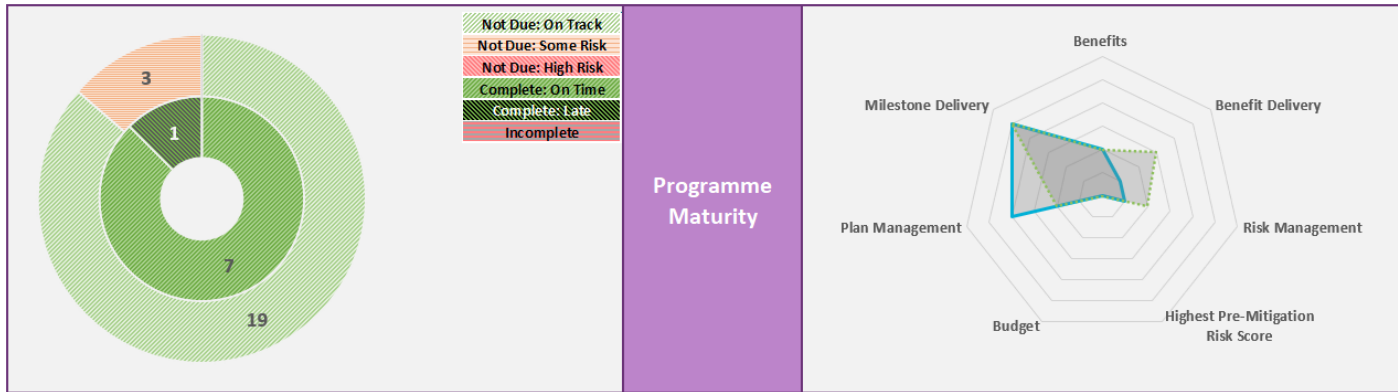 3
1
7
19
Not Due: On Track
Not Due: Some Risk
Not Due: High Risk
Complete: On Time
Complete: Late
Incomplete
Programme
Maturity
Benefits
Milestone Delivery
Benefit Delivery
Plan Management
Risk Management
Budget
Highest Pre-Mitigation
Risk Score